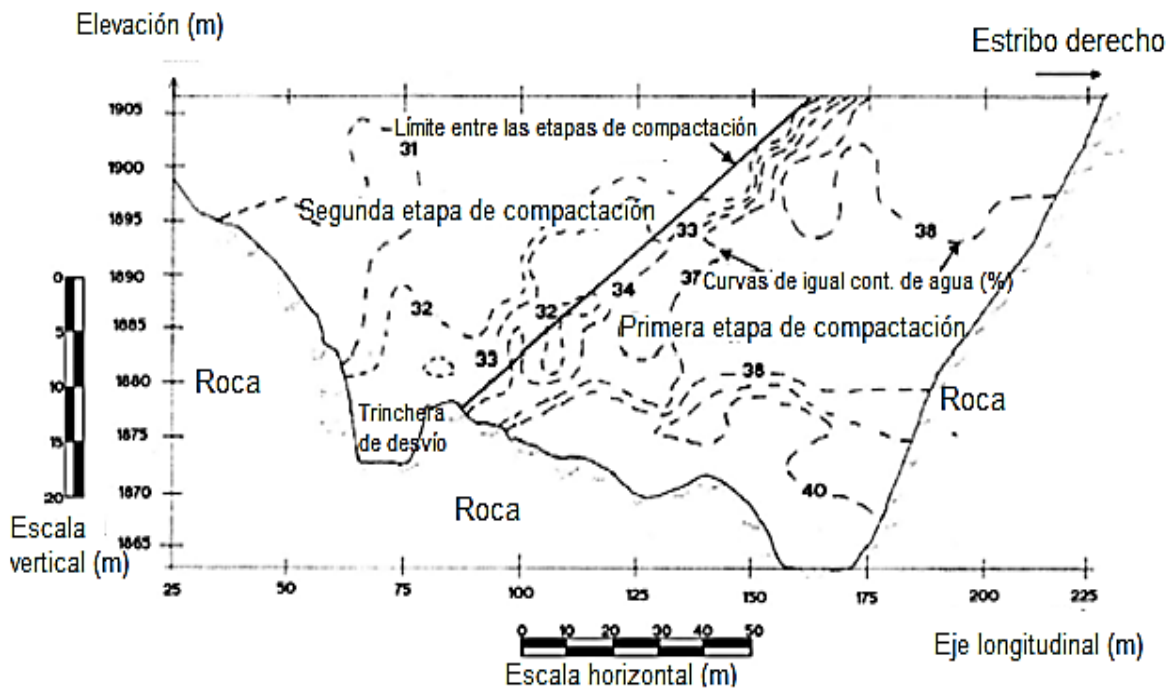 Elevación (m)
Estribo derecho
1905
Límite entre las etapas de compactación
31
1900
Segunda etapa de compactación
1895
33
38
1890
37
Curvas de igual cont. de agua (%)
0
34
32
32
1885
Primera etapa de compactación
5
33
38
Roca
1880
Roca
10
Trinchera
de desvío
1875
15
40
1870
20
Roca
Escala
vertical (m)
1865
25
50
75
100
125
150
175
200
225
0
10
20
30
40
50
Eje longitudinal (m)
Escala horizontal (m)